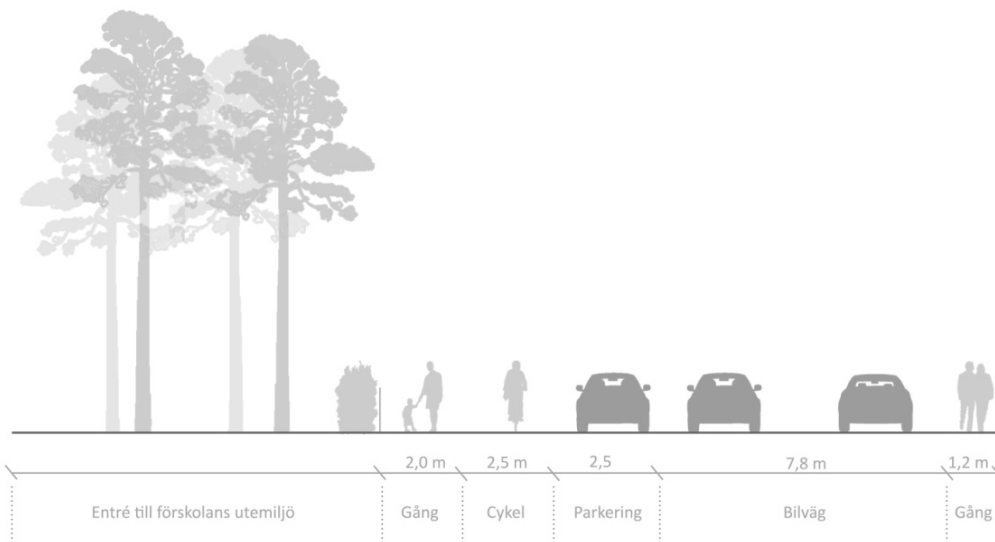 2,0 m 2,5 m 2,5 7,8 m 1,2 m
Entré till förskolans utemiljö Gång Cykel Parkering Bilväg Gång